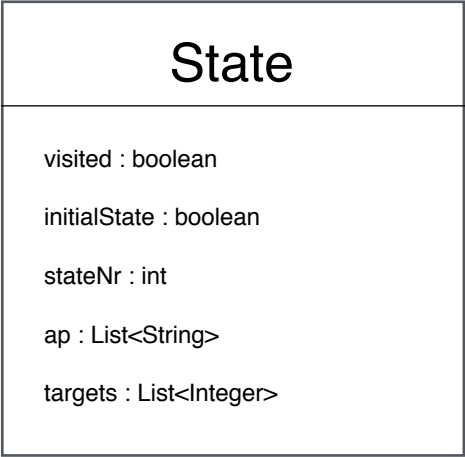 State
visited : boolean
initialState : boolean
stateNr : int
ap : List<String>
targets : List<Integer>